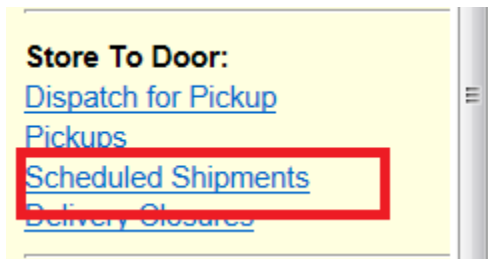 Store To Door:
Dispatch for Pickup
Pickups
Scheduled Shipments
Delivery Closures